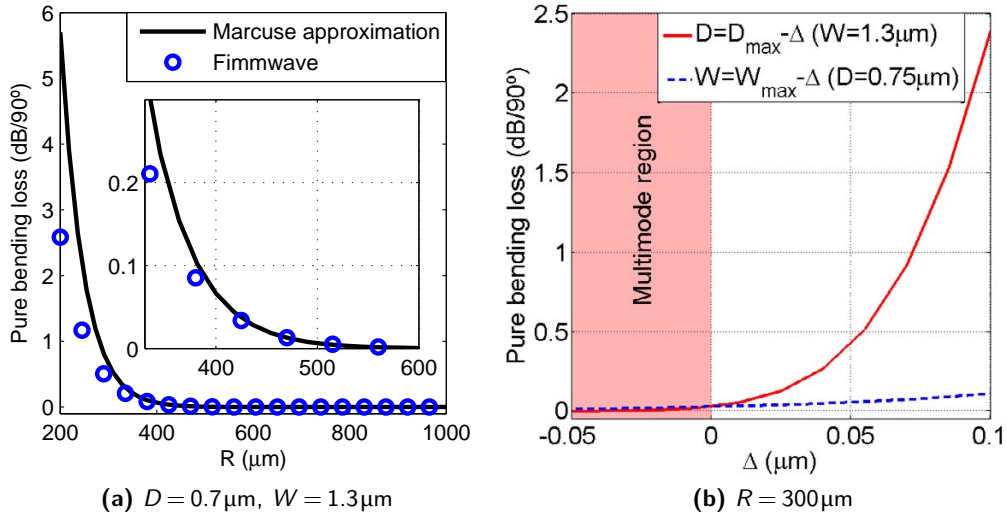 Pure bending loss (dB/90º)
6
5
4
3
2
1
0
Marcuse approximation
Fimmwave
0.2
0.1
0
400 500 600
200 400 600 800 1000
R (μm)
(a) D = 0.7μm, W = 1.3μm
Pure bending loss (dB/90º)
2.5
2
1.5
1
0.5
0
D=Dmax-Δ (W=1.3μm)
W=Wmax-Δ (D=0.75μm)
Multimode region
-0.05 0 0.05 0.1
Δ (μm)
(b) R = 300μm